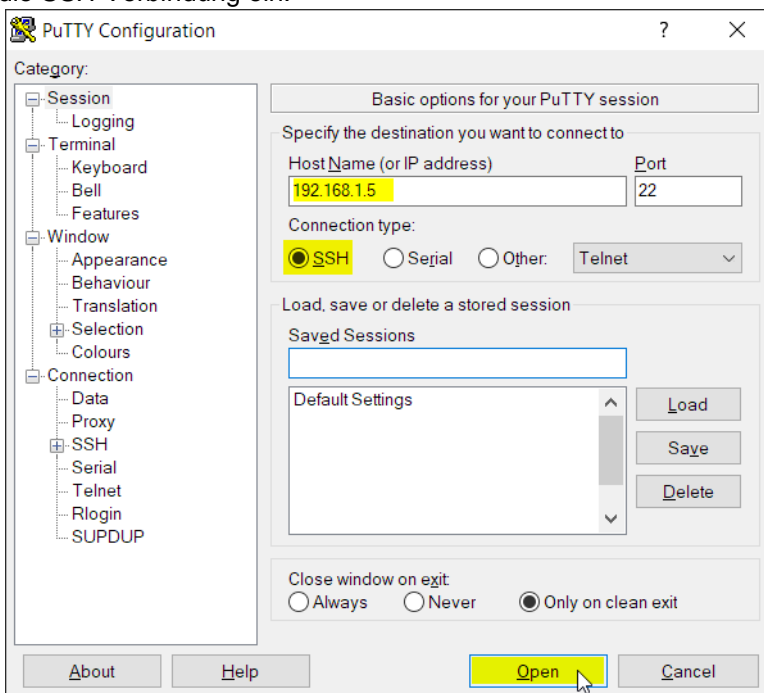 die SSH-Verbindung ein.
PuTTY Configuration ? ×
Category:
Session
Logging
Terminal
Keyboard
Bell
Features
Window
Appearance
Behaviour
Translation
Selection
Colours
Connection
Data
Proxy
SSH
Serial
Telnet
Rlogin
SUPDUP
Basic options for your PuTTY session
Specify the destination you want to connect to
Host Name (or IP address) Port
192.168.1.5 22
Connection type:
SSH Serial Other: Telnet
Load, save or delete a stored session
Saved Sessions
Default Settings
Load
Save
Delete
Close window on exit:
Always Never Only on clean exit
About Help Open Cancel